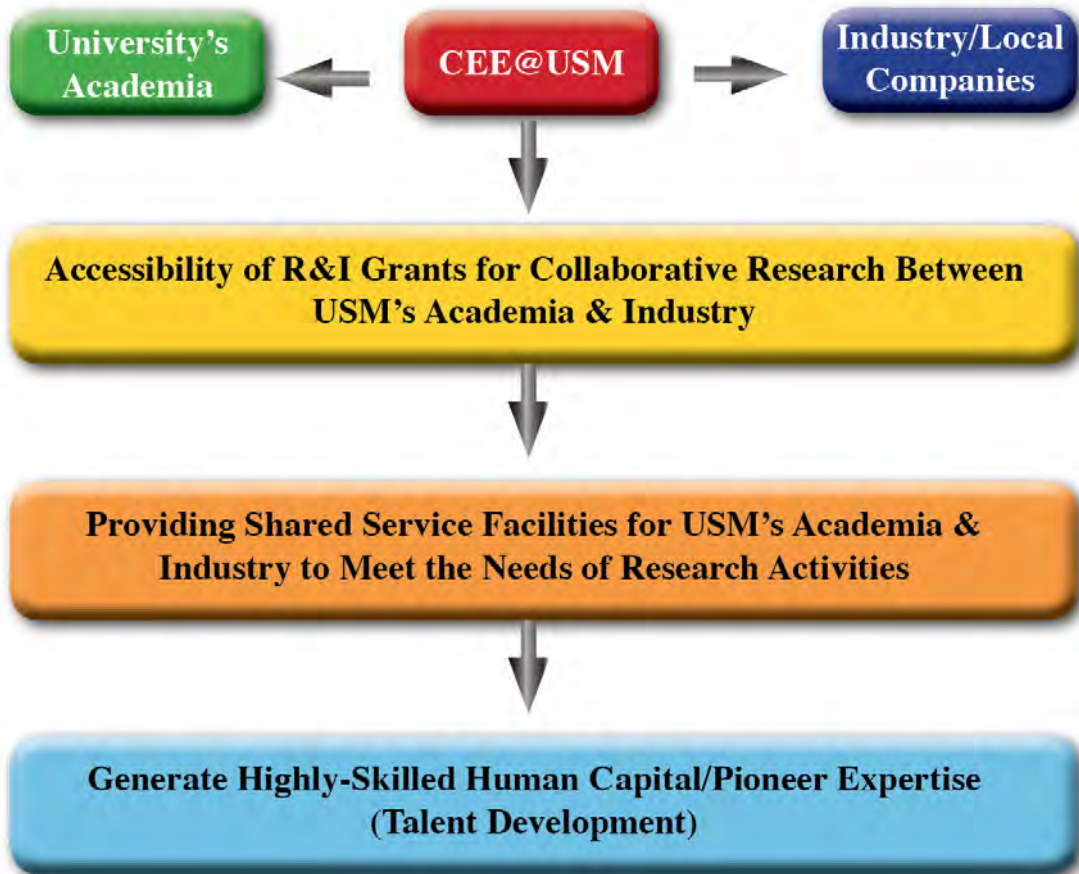 University’s
Academia
CEE@USM
Industry/Local
Companies
Accessibility of R&I Grants for Collaborative Research Between
USM’s Academia & Industry
Providing Shared Service Facilities for USM’s Academia &
Industry to Meet the Needs of Research Activities
Generate Highly-Skilled Human Capital/Pioneer Expertise
(Talent Development)